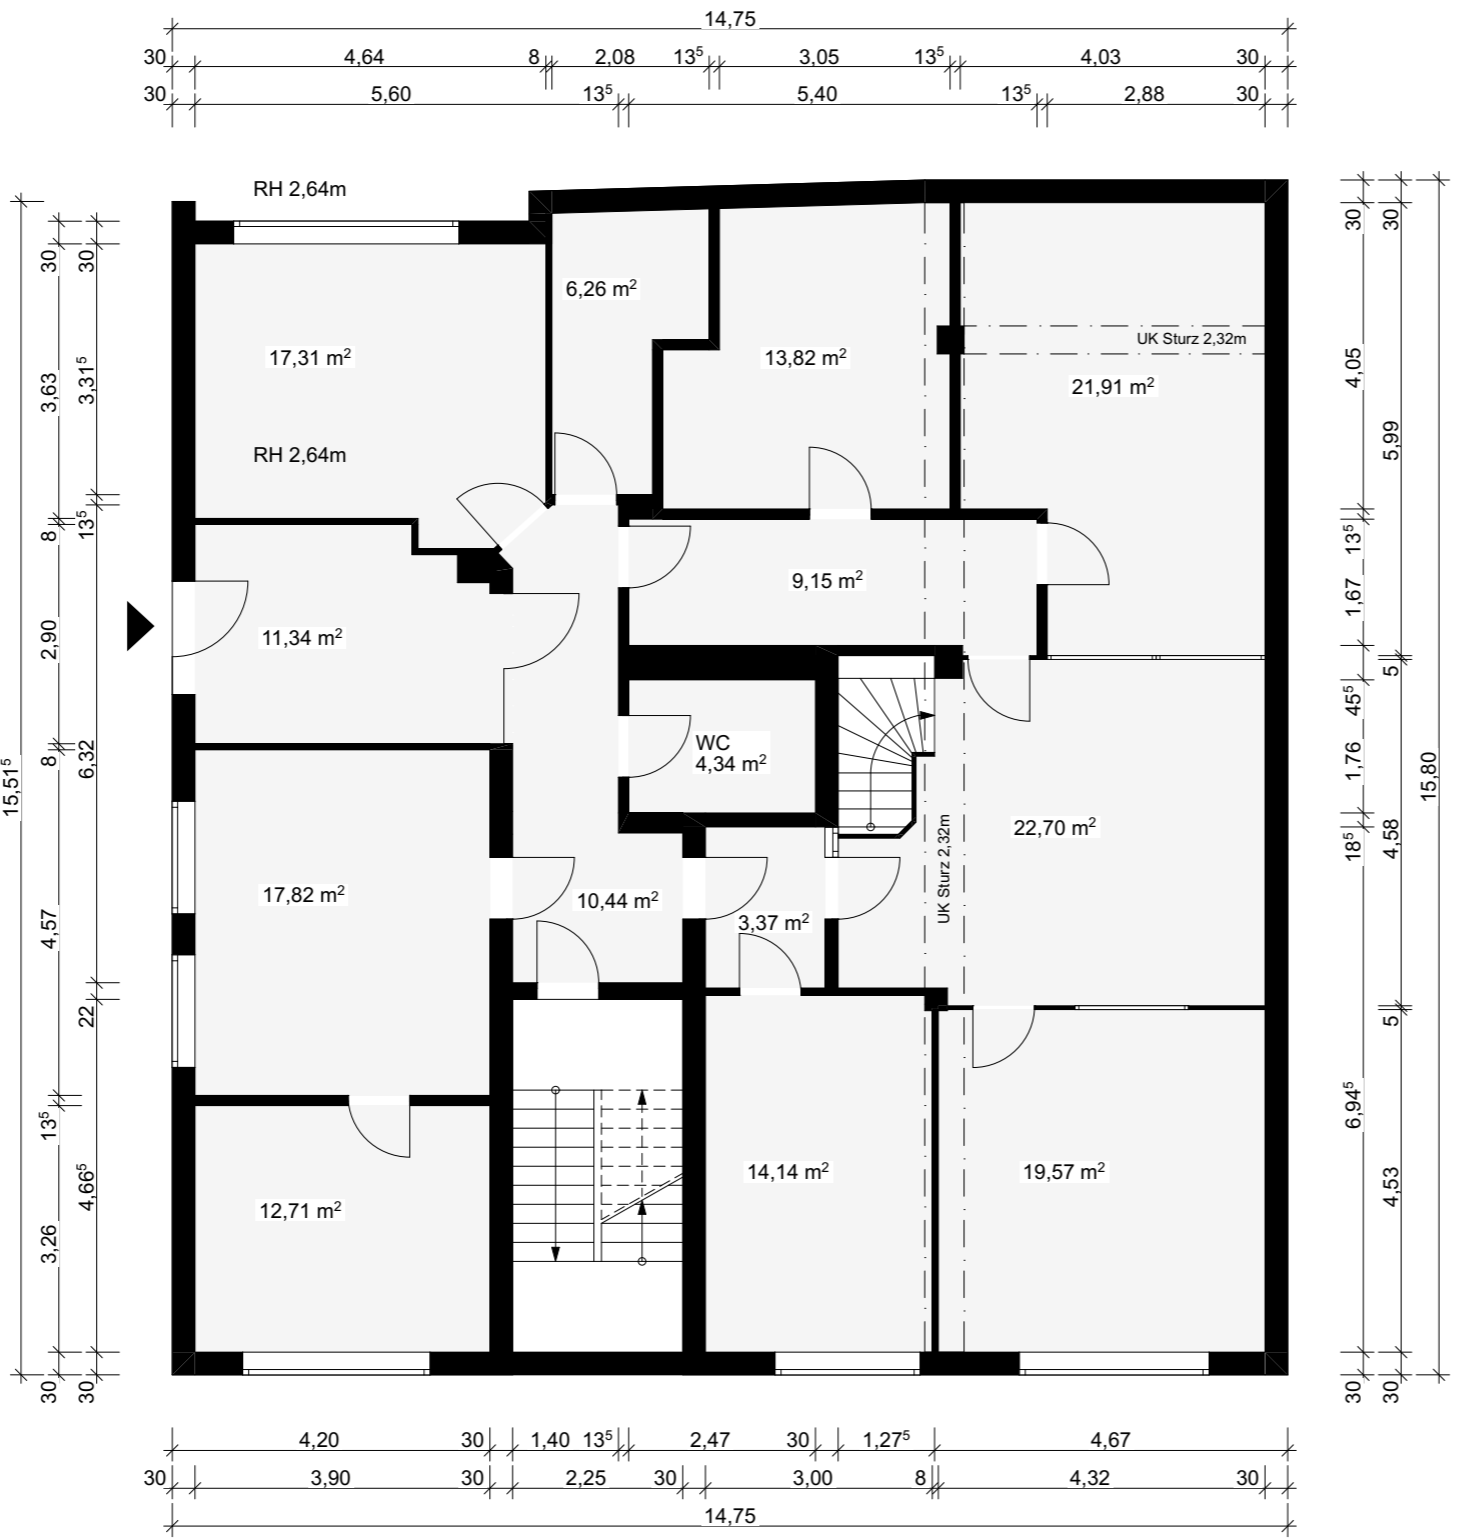 14,75
30 4,64 8 2,08 13⁵ 3,05 13⁵ 4,03 30
30 5,60 13⁵ 5,40 13⁵ 2,88 30
RH 2,64m
6,26 m²
17,31 m²
13,82 m²
UK Sturz 2,32m
21,91 m²
RH 2,64m
9,15 m²
11,34 m²
WC
4,34 m²
22,70 m²
UK Sturz 2,32m
17,82 m²
10,44 m²
3,37 m²
14,14 m²
19,57 m²
12,71 m²
15,51⁵
30 3,63 8 2,90 8 4,57 13⁵ 3,26 30
30 3,31⁵ 13⁵ 6,32 22 4,66⁵ 30
30 4,05 13⁵ 1,67 45⁵ 1,76 18⁵ 6,94⁵ 30
30 5,99 5 4,58 5 4,53 30
15,80
4,20 30 1,40 13⁵ 2,47 30 1,27⁵ 4,67
30 3,90 30 2,25 30 3,00 8 4,32 30
14,75